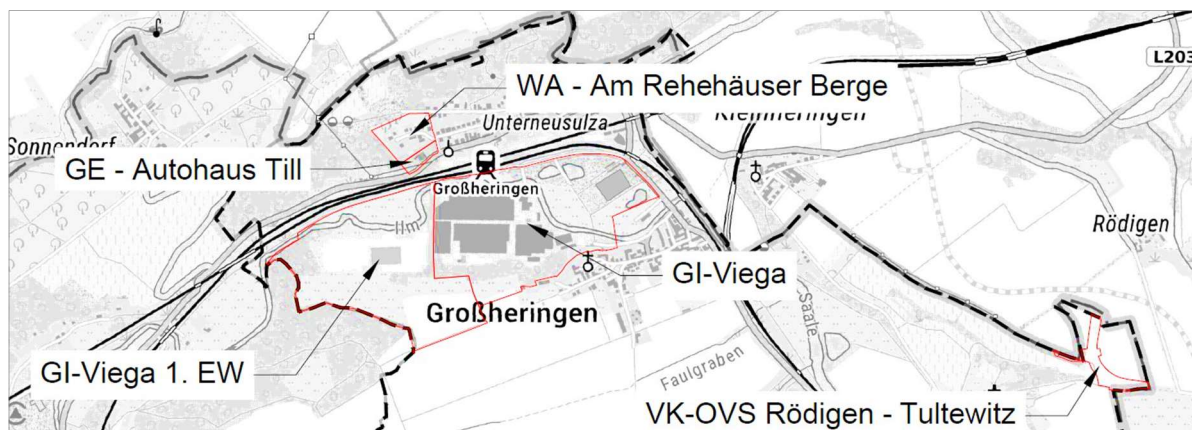 L203
WA - Am Rehehäuser Berge
Unterneusulza
Kleinheringen
Sonnendorf
GE - Autohaus Till
Großheringen
Rödigen
Ilm
GI-Viega
Großheringen
Saale
GI-Viega 1. EW
Faulgraben
VK-OVS Rödigen - Tultewitz